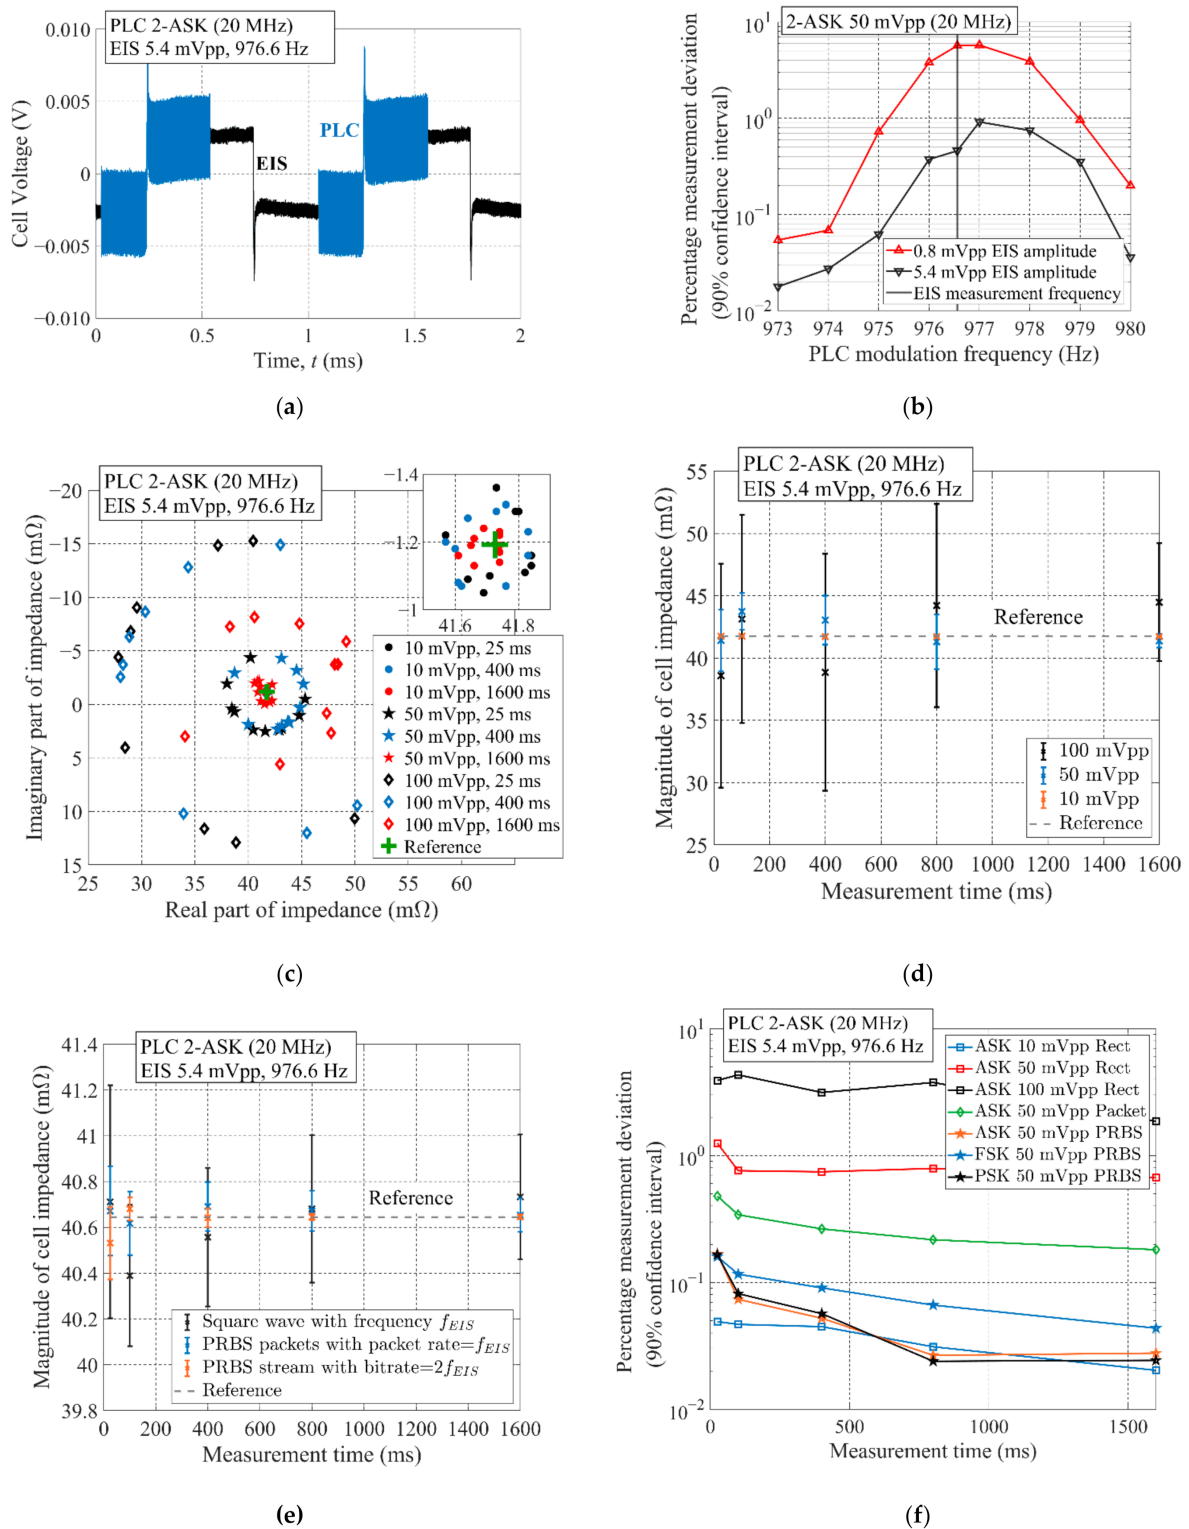 PLC 2-ASK (20 MHz)
EIS 5.4 mVpp, 976.6 Hz
0.010
0.005
0
−0.005
−0.010
Cell Voltage (V)
PLC
EIS
0
0.5
1
1.5
2
Time, t (ms)
(a)
2-ASK 50 mVpp (20 MHz)
Percentage measurement deviation
(90% confidence interval)
10^1
10^0
10^−1
10^−2
0.8 mVpp EIS amplitude
5.4 mVpp EIS amplitude
EIS measurement frequency
973 974 975 976 977 978 979 980
PLC modulation frequency (Hz)
(b)
PLC 2-ASK (20 MHz)
EIS 5.4 mVpp, 976.6 Hz
Imaginary part of impedance (mΩ)
−20
−15
−10
−5
0
5
10
15
−1.4
−1.2
−1
41.6 41.8
10 mVpp, 25 ms
10 mVpp, 400 ms
10 mVpp, 1600 ms
50 mVpp, 25 ms
50 mVpp, 400 ms
50 mVpp, 1600 ms
100 mVpp, 25 ms
100 mVpp, 400 ms
100 mVpp, 1600 ms
Reference
25 30 35 40 45 50 55 60
Real part of impedance (mΩ)
(c)
PLC 2-ASK (20 MHz)
EIS 5.4 mVpp, 976.6 Hz
Magnitude of cell impedance (mΩ)
55
50
45
40
35
30
25
Reference
100 mVpp
50 mVpp
10 mVpp
Reference
0 200 400 600 800 1000 1200 1400 1600
Measurement time (ms)
(d)
PLC 2-ASK (20 MHz)
EIS 5.4 mVpp, 976.6 Hz
Magnitude of cell impedance (mΩ)
41.4
41.2
41
40.8
40.6
40.4
40.2
40
39.8
Reference
Square wave with frequency f_EIS
PRBS packets with packet rate=f_EIS
PRBS stream with bitrate=2f_EIS
Reference
0 200 400 600 800 1000 1200 1400 1600
Measurement time (ms)
(e)
PLC 2-ASK (20 MHz)
EIS 5.4 mVpp, 976.6 Hz
Percentage measurement deviation
(90% confidence interval)
10^1
10^0
10^−1
10^−2
ASK 10 mVpp Rect
ASK 50 mVpp Rect
ASK 100 mVpp Rect
ASK 50 mVpp Packet
ASK 50 mVpp PRBS
FSK 50 mVpp PRBS
PSK 50 mVpp PRBS
0 500 1000 1500
Measurement time (ms)
(f)